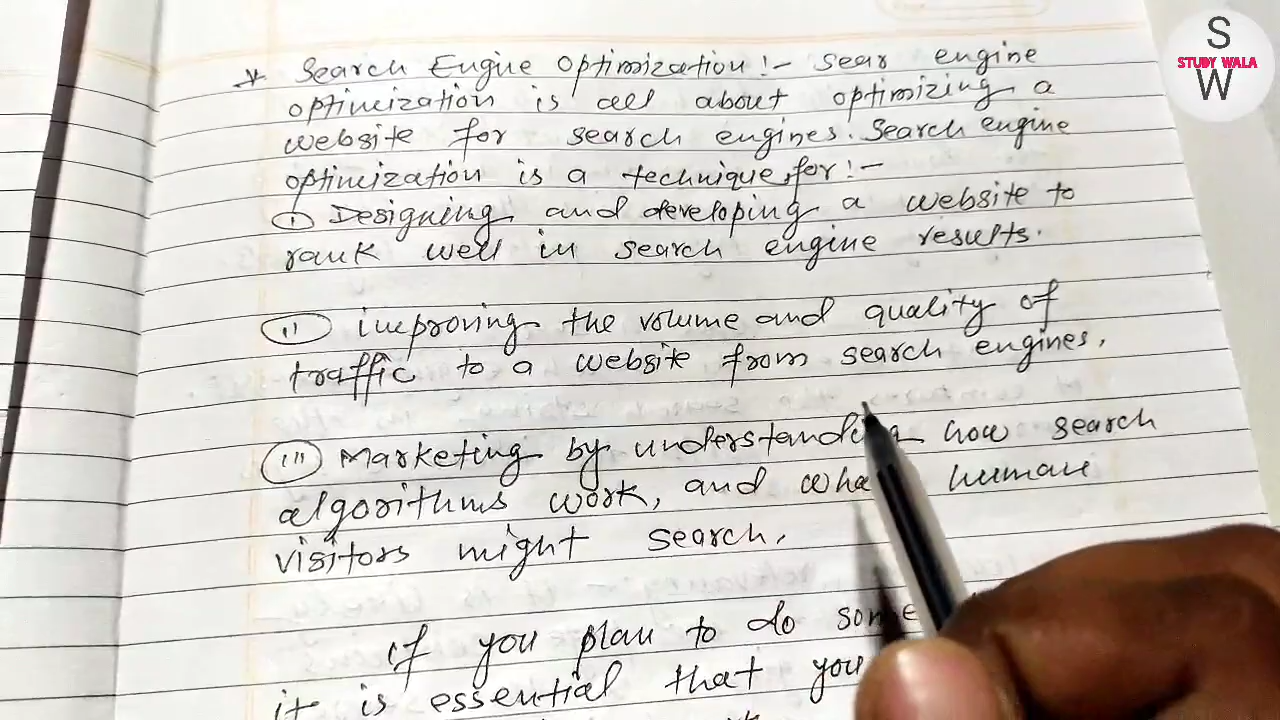 * Search Engine Optimization :- Sear engine
optimization is all about optimizing a
website for search engines. Search engine
optimization is a technique for :-
(i) Designing and developing a website to
rank well in search engine results.
(ii) improving the volume and quality of
traffic to a website from search engines.
(iii) Marketing by understanding how search
algorithms work, and what human
visitors might search.
if you plan to do some
it is essential that you
S
STUDY WALA
W